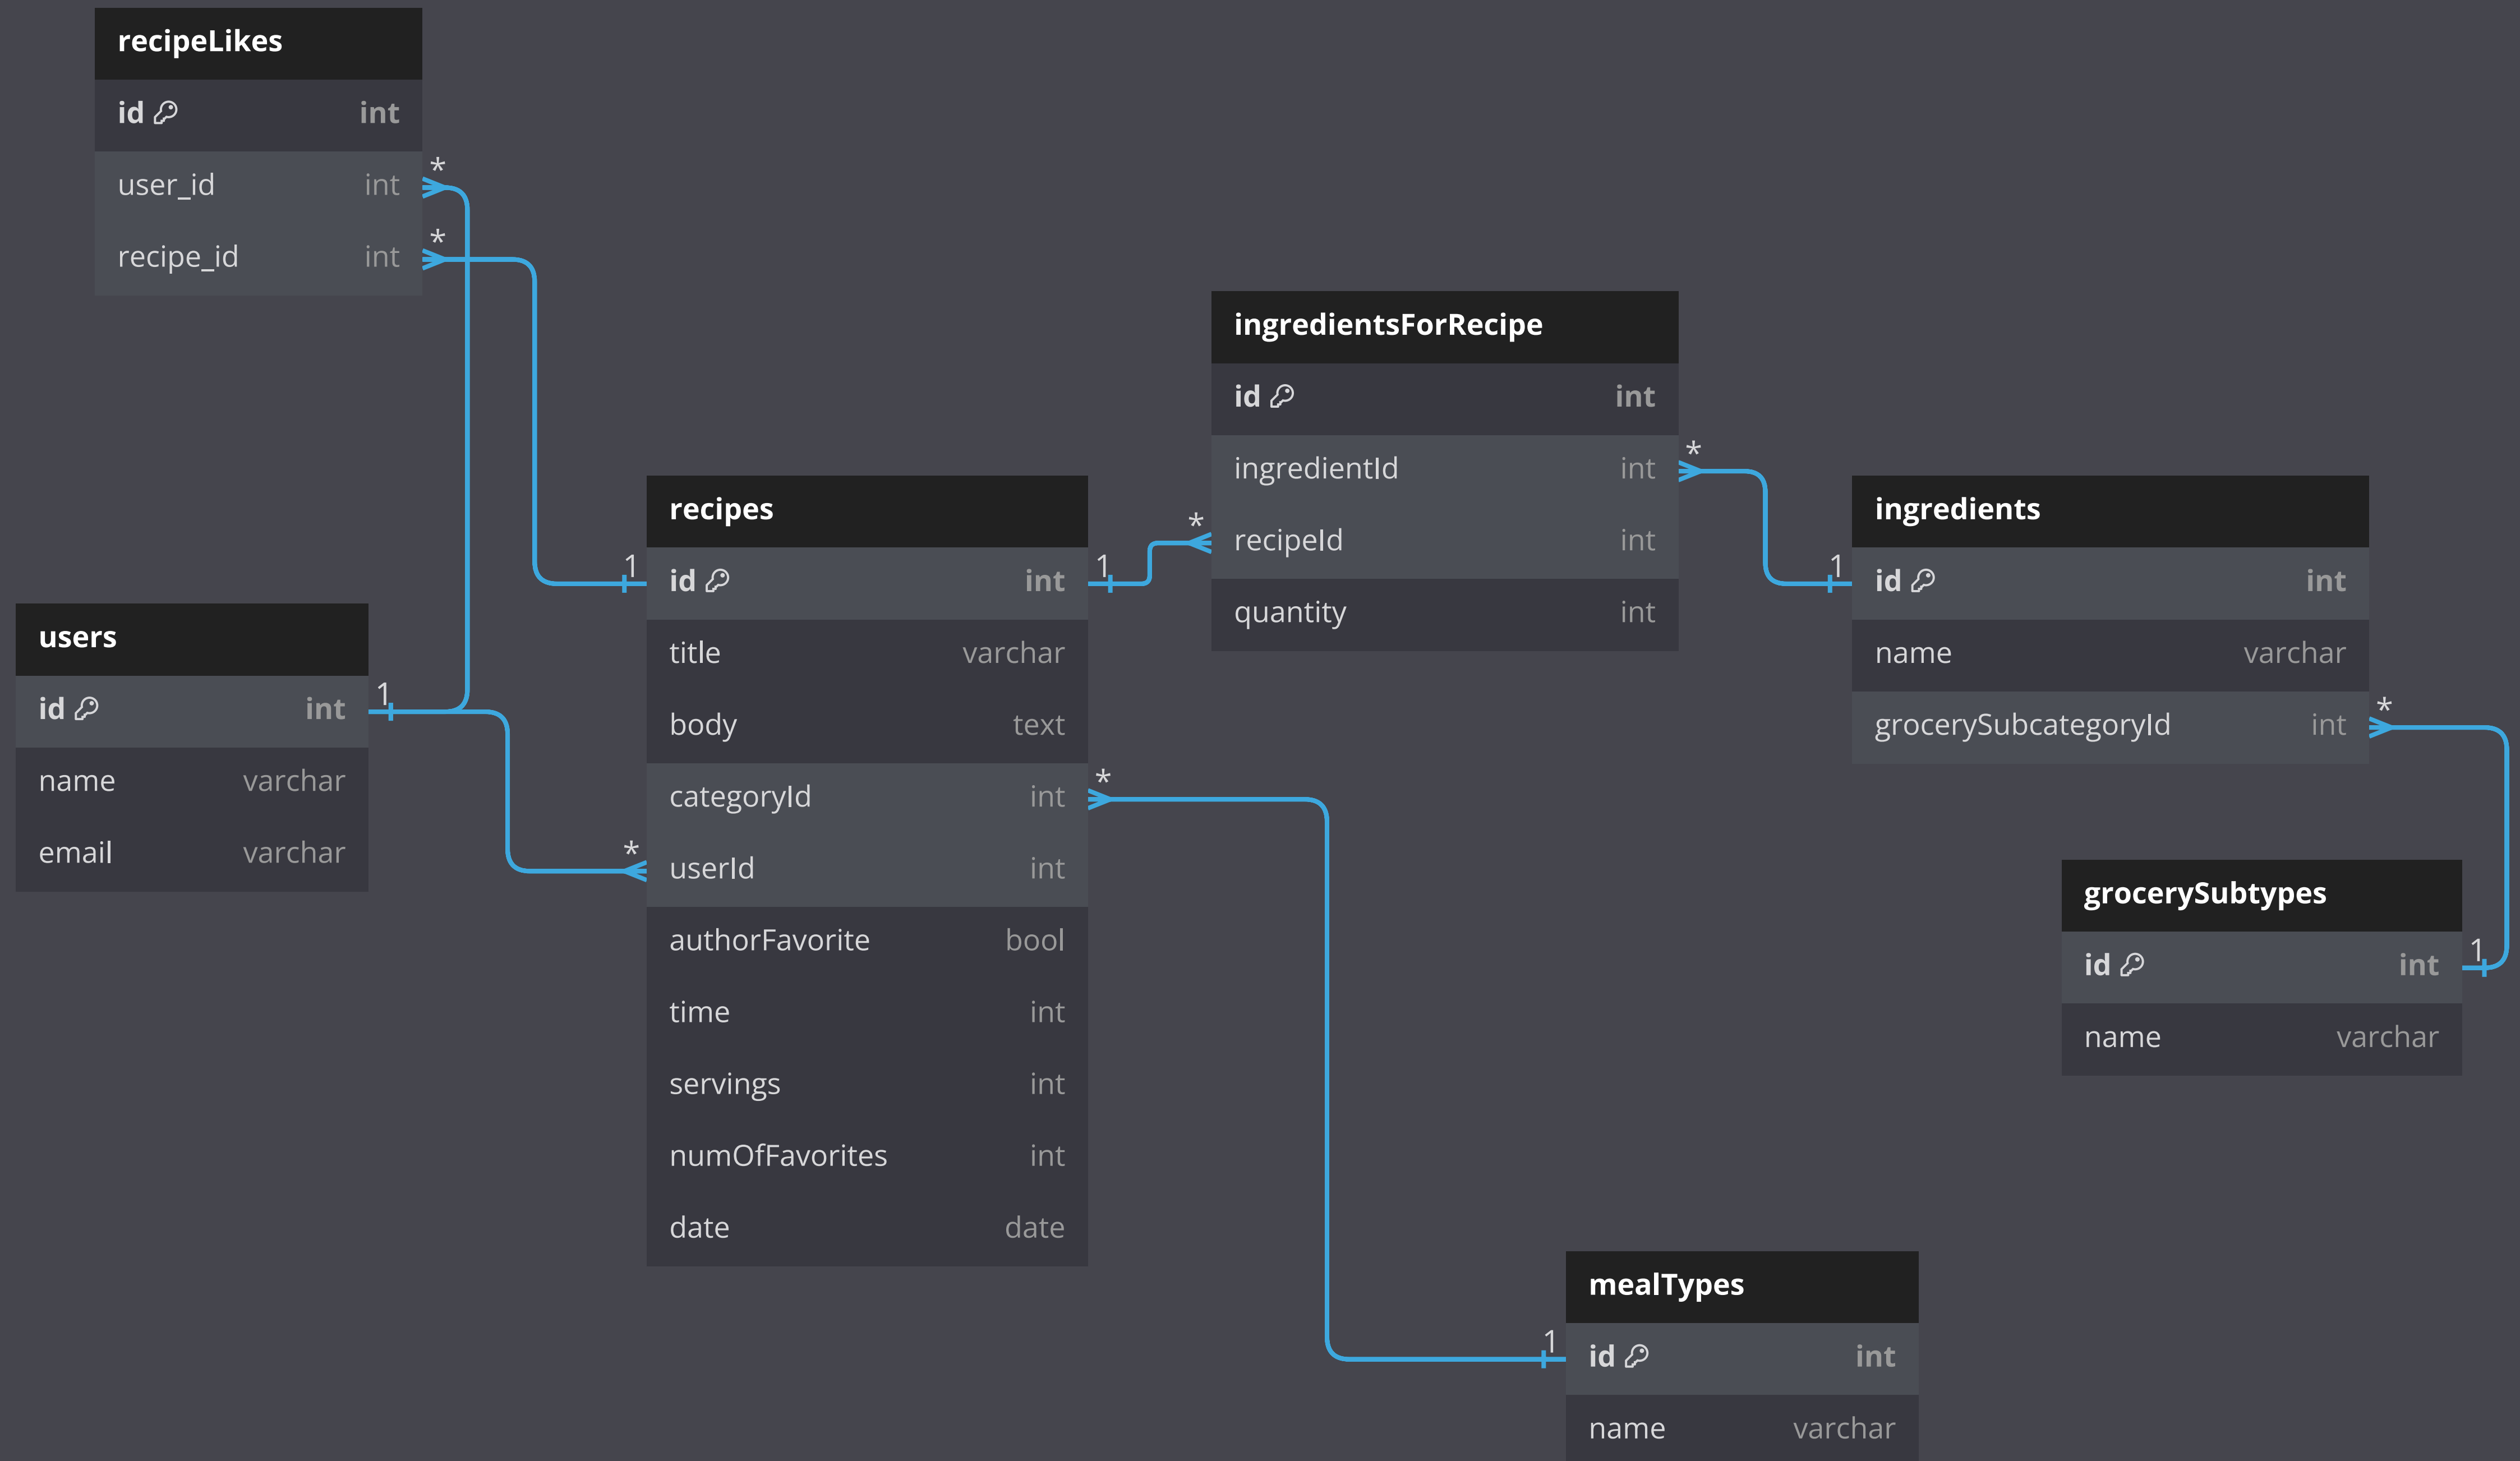 recipeLikes
id int
user_id int
recipe_id int
*
*
ingredientsForRecipe
id int
ingredientId int
recipeId int
quantity int
*
*
recipes
id int
title varchar
body text
categoryId int
userId int
authorFavorite bool
time int
servings int
numOfFavorites int
date date
1
1
*
*
ingredients
id int
name varchar
grocerySubcategoryId int
1
*
users
id int
name varchar
email varchar
1
grocerySubtypes
id int
name varchar
1
mealTypes
id int
name varchar
1